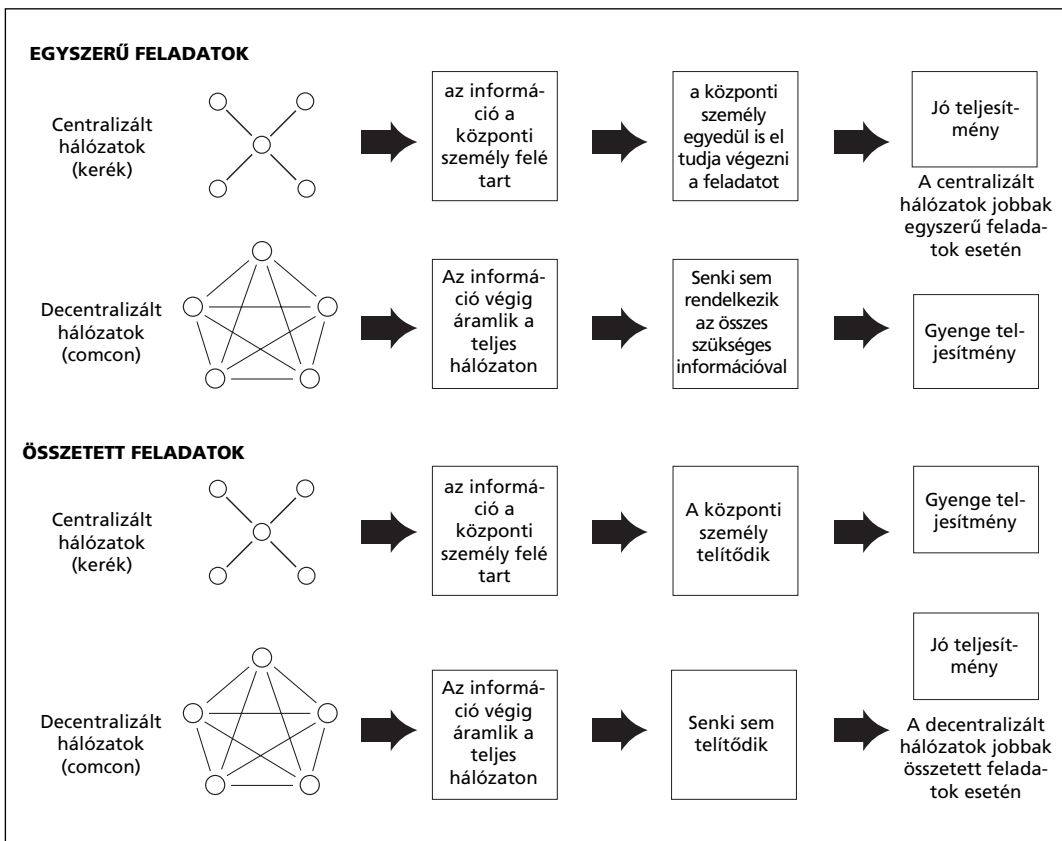 EGYSZERŰ FELADATOK
Centralizált
hálózatok
(kerék)
az informá-
ció a
központi
személy felé
tart
a központi
személy
egyedül is el
tudja végezni
a feladatot
Jó teljesít-
mény
A centralizált
hálózatok jobbak
egyszerű felada-
tok esetén
Decentralizált
hálózatok
(comcon)
Az informá-
ció végig
áramlik a
teljes
hálózaton
Senki sem
rendelkezik
az összes
szükséges
információval
Gyenge tel-
jesítmény
ÖSSZETETT FELADATOK
Centralizált
hálózatok
(kerék)
az informá-
ció a
központi
személy felé
tart
A központi
személy
telítődik
Gyenge tel-
jesítmény
Decentralizált
hálózatok
(comcon)
Az informá-
ció végig
áramlik a
teljes
hálózaton
Senki sem
telítődik
Jó teljesít-
mény
A decentralizált
hálózatok jobbak
összetett felada-
tok esetén